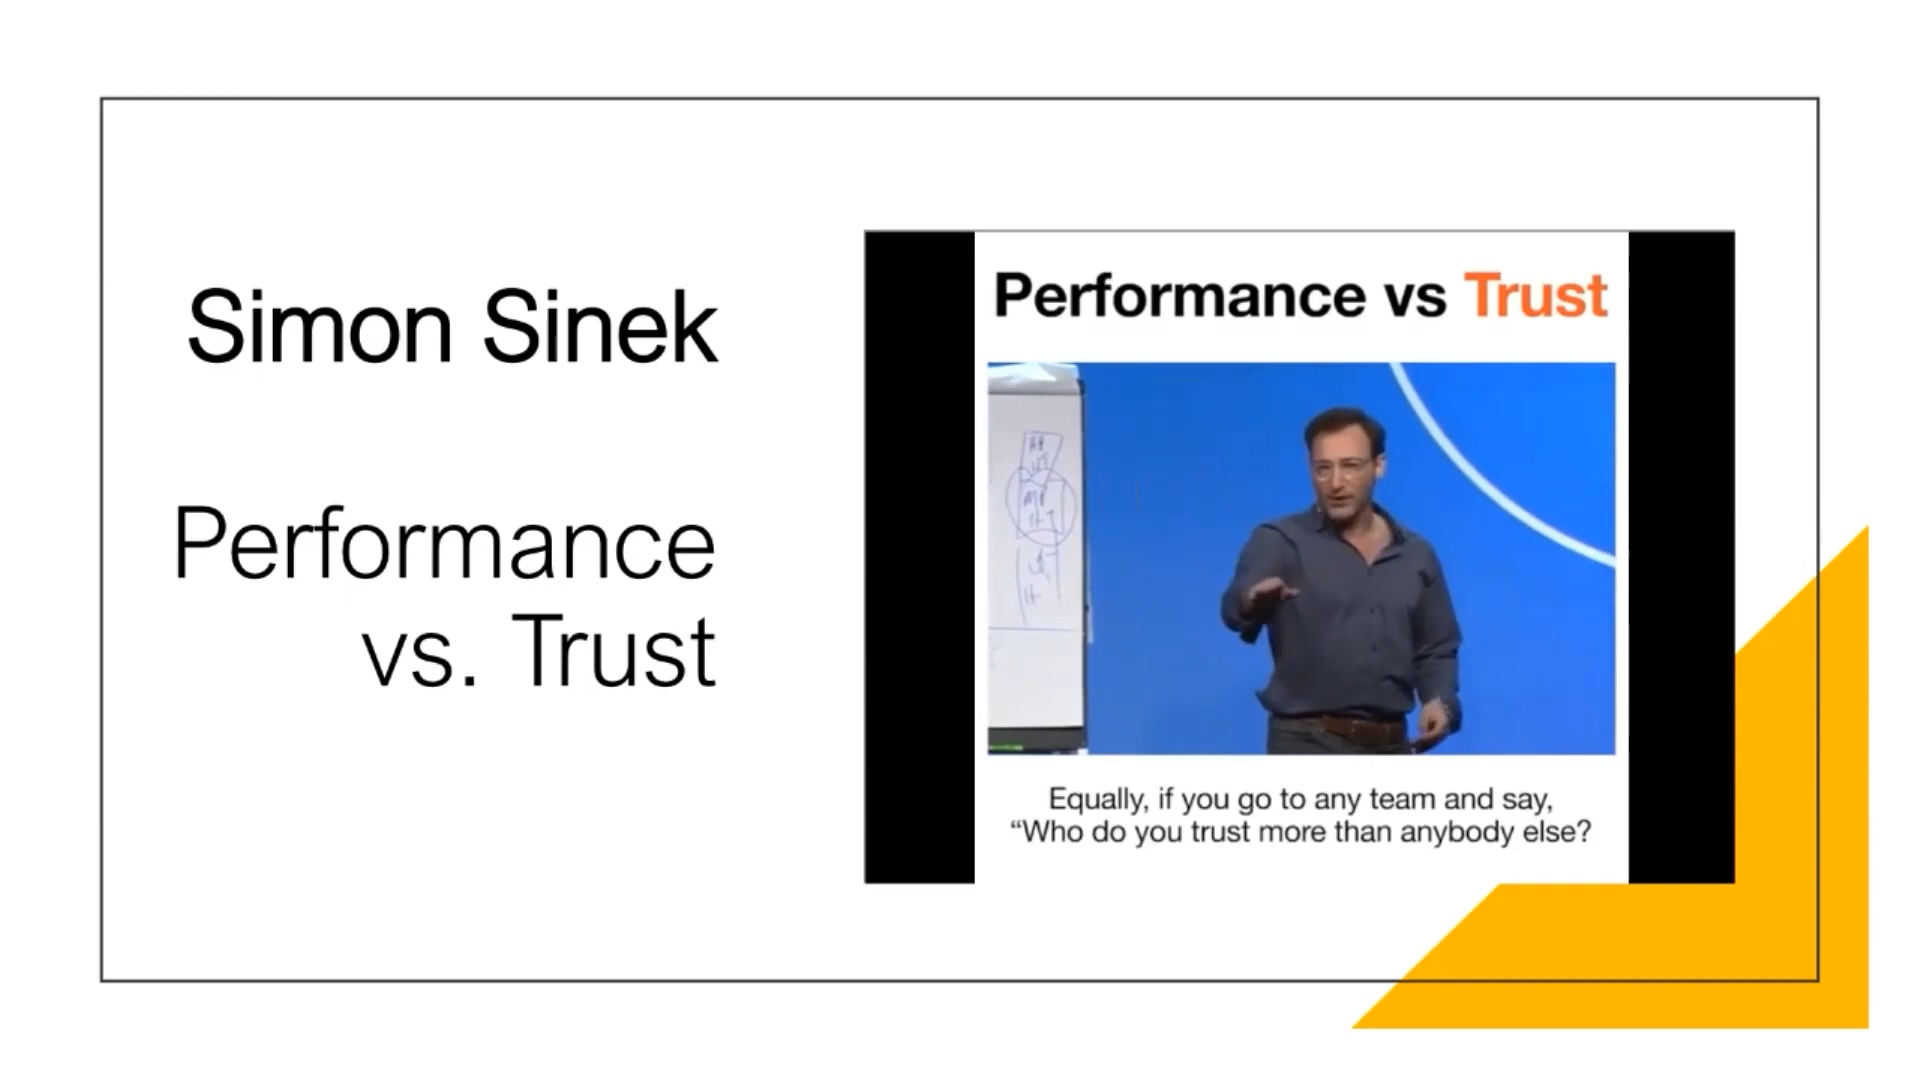 Simon Sinek
Performance
vs. Trust
Performance vs Trust
Equally, if you go to any team and say,
“Who do you trust more than anybody else?